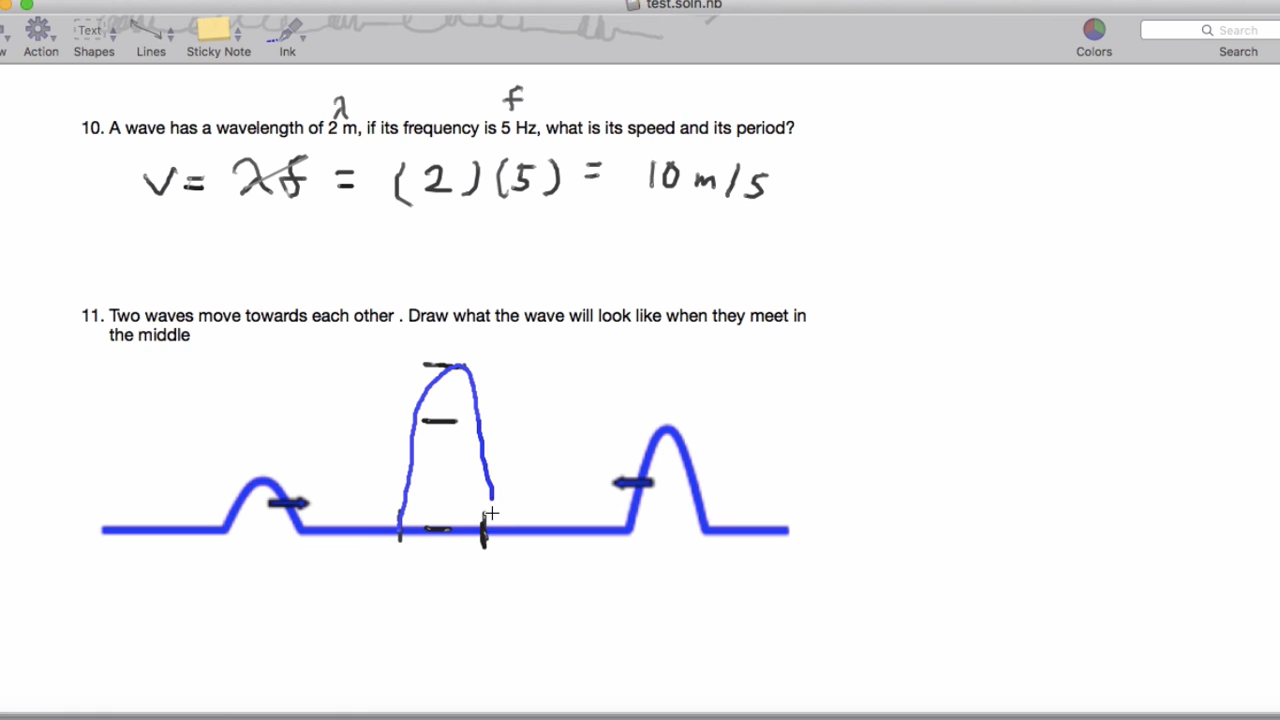 test.soln.nb
Text
Search
w Action Shapes Lines Sticky Note Ink Colors Search
λ f
10. A wave has a wavelength of 2 m, if its frequency is 5 Hz, what is its speed and its period?
v = λf = (2)(5) = 10 m/s
11. Two waves move towards each other . Draw what the wave will look like when they meet in
the middle